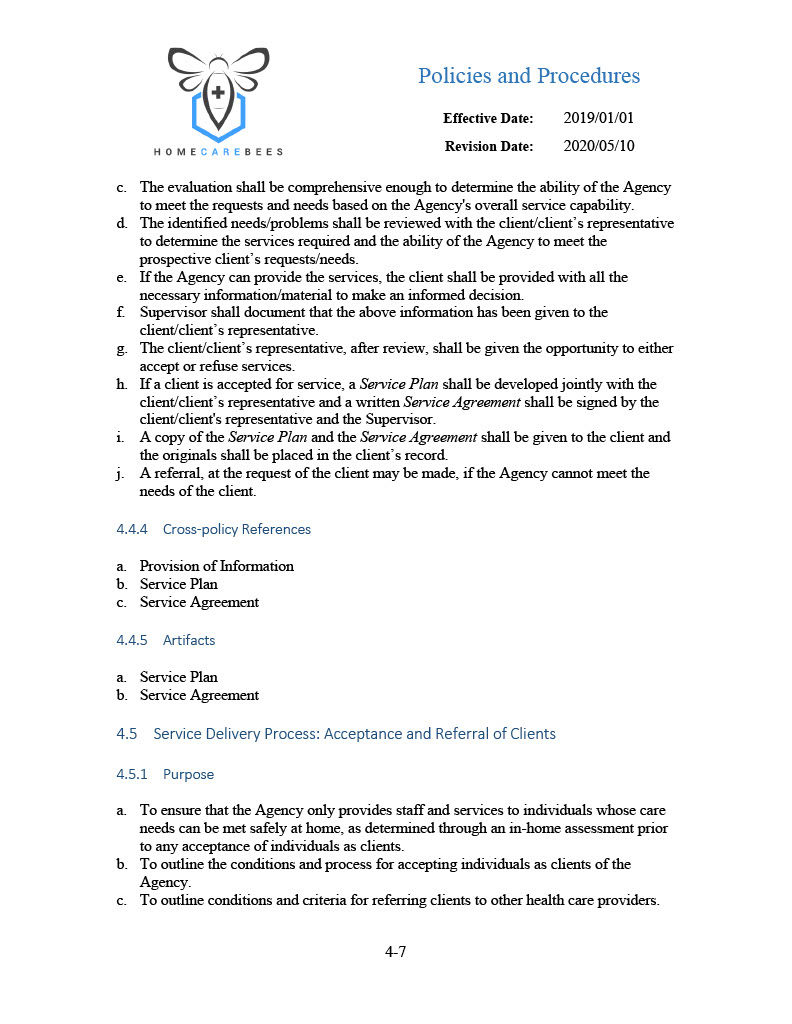 Policies and Procedures
Effective Date: 2019/01/01
Revision Date: 2020/05/10
HOMECAREBEES
c. The evaluation shall be comprehensive enough to determine the ability of the Agency
to meet the requests and needs based on the Agency's overall service capability.
d. The identified needs/problems shall be reviewed with the client/client’s representative
to determine the services required and the ability of the Agency to meet the
prospective client’s requests/needs.
e. If the Agency can provide the services, the client shall be provided with all the
necessary information/material to make an informed decision.
f. Supervisor shall document that the above information has been given to the
client/client’s representative.
g. The client/client’s representative, after review, shall be given the opportunity to either
accept or refuse services.
h. If a client is accepted for service, a Service Plan shall be developed jointly with the
client/client’s representative and a written Service Agreement shall be signed by the
client/client's representative and the Supervisor.
i. A copy of the Service Plan and the Service Agreement shall be given to the client and
the originals shall be placed in the client’s record.
j. A referral, at the request of the client may be made, if the Agency cannot meet the
needs of the client.
4.4.4 Cross-policy References
a. Provision of Information
b. Service Plan
c. Service Agreement
4.4.5 Artifacts
a. Service Plan
b. Service Agreement
4.5 Service Delivery Process: Acceptance and Referral of Clients
4.5.1 Purpose
a. To ensure that the Agency only provides staff and services to individuals whose care
needs can be met safely at home, as determined through an in-home assessment prior
to any acceptance of individuals as clients.
b. To outline the conditions and process for accepting individuals as clients of the
Agency.
c. To outline conditions and criteria for referring clients to other health care providers.
4-7